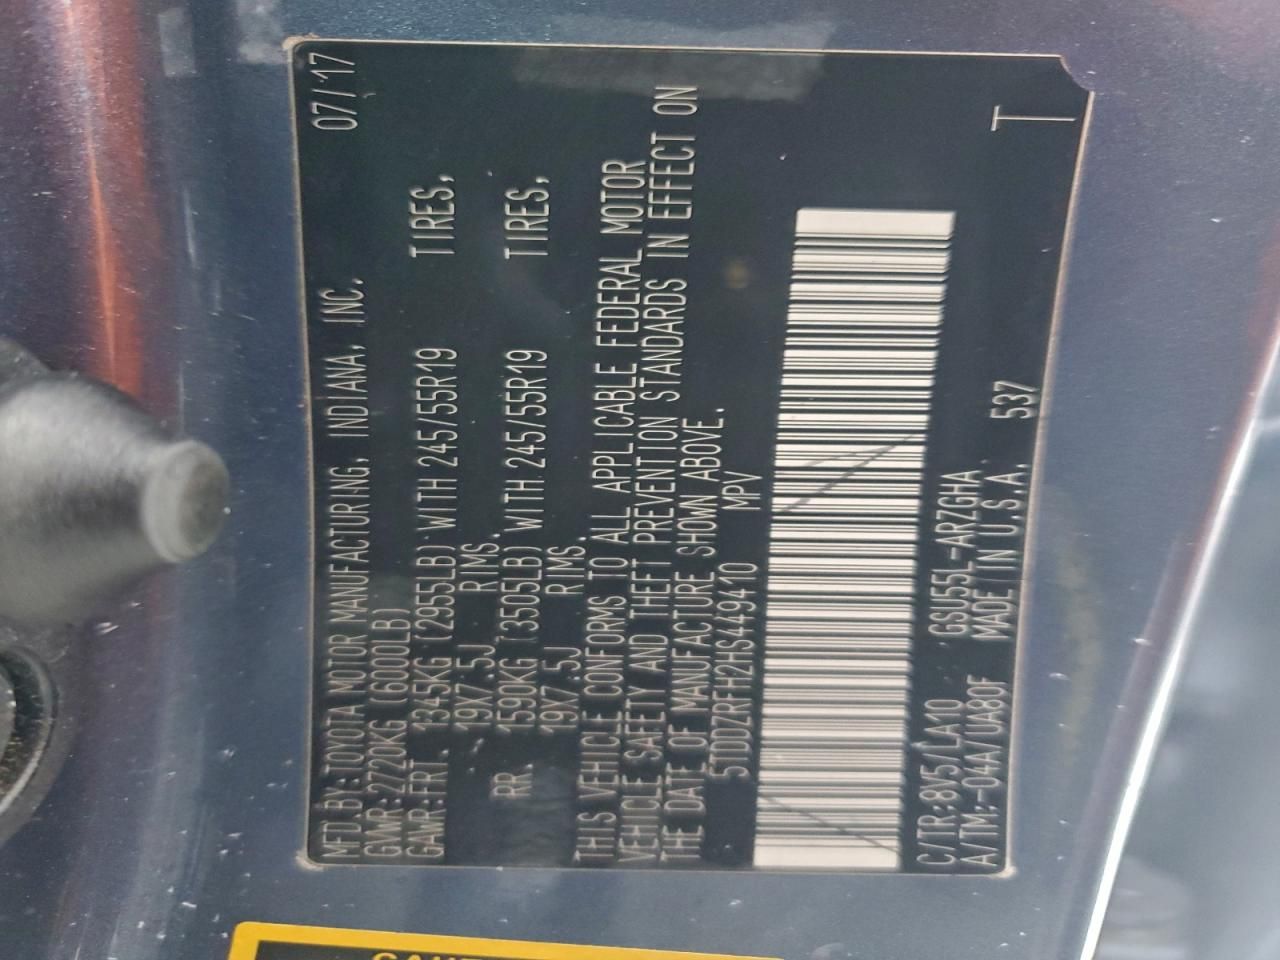 MFD.BY:TOYOTA MOTOR MANUFACTURING, INDIANA, INC. 07/17
GVWR:2720KG (6000LB)
GAWR:FRT. 1345KG (2955LB) WITH 245/55R19 TIRES,
19X7.5J RIMS.
RR. 1590KG (3505LB) WITH 245/55R19 TIRES,
19X7.5J RIMS.
THIS VEHICLE CONFORMS TO ALL APPLICABLE FEDERAL MOTOR
VEHICLE SAFETY AND THEFT PREVENTION STANDARDS IN EFFECT ON
THE DATE OF MANUFACTURE SHOWN ABOVE.
5TDDZRFH2HS449410 MPV
C/TR:8V5/LA10 GSU55L-ARZGHA
A/TM:-04A/UA80F MADE IN U.S.A. 537
T